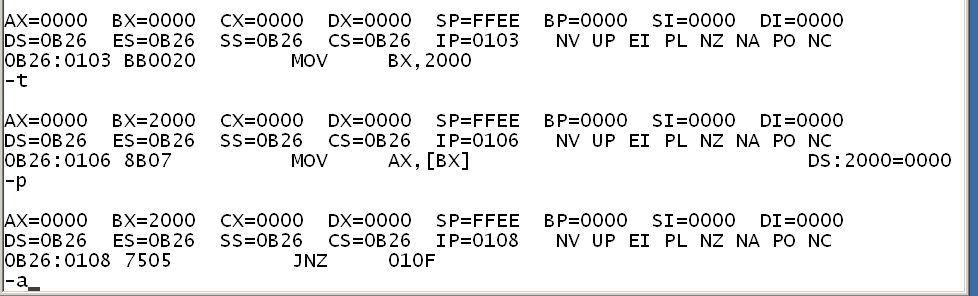 AX=0000  BX=2000  CX=0000  DX=0000  SP=FFEE  BP=0000  SI=0000  DI=0000
DS=0B26  ES=0B26  SS=0B26  CS=0B26  IP=0103   NV UP EI PL NZ NA PO NC
0B26:0103 BB0020        MOV     BX,2000
-t
AX=0000  BX=2000  CX=0000  DX=0000  SP=FFEE  BP=0000  SI=0000  DI=0000
DS=0B26  ES=0B26  SS=0B26  CS=0B26  IP=0106   NV UP EI PL NZ NA PO NC
0B26:0106 8B07          MOV     AX,[BX]                            DS:2000=0000
-p
AX=0000  BX=2000  CX=0000  DX=0000  SP=FFEE  BP=0000  SI=0000  DI=0000
DS=0B26  ES=0B26  SS=0B26  CS=0B26  IP=0108   NV UP EI PL NZ NA PO NC
0B26:0108 7505          JNZ     010F
-a_